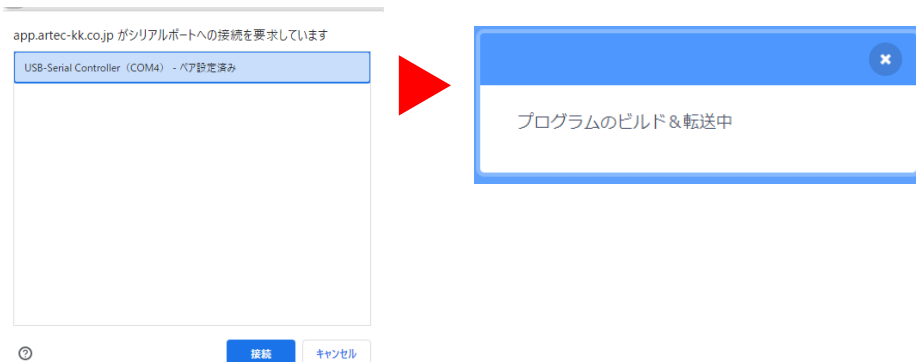 app.artec-kk.co.jp がシリアルポートへの接続を要求しています
USB-Serial Controller（COM4） - ペア設定済み
接続
キャンセル
プログラムのビルド＆転送中